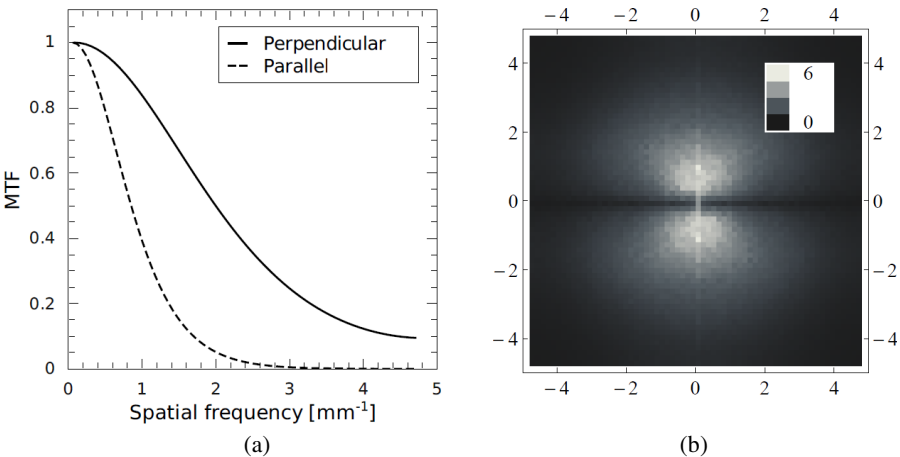 1
0.8
0.6
0.4
0.2
0
MTF
Perpendicular
Parallel
0 1 2 3 4 5
Spatial frequency [mm⁻¹]
(a)
−4 −2 0 2 4
4 4
2 2
0 0
−2 −2
−4 −4
6
0
−4 −2 0 2 4
(b)